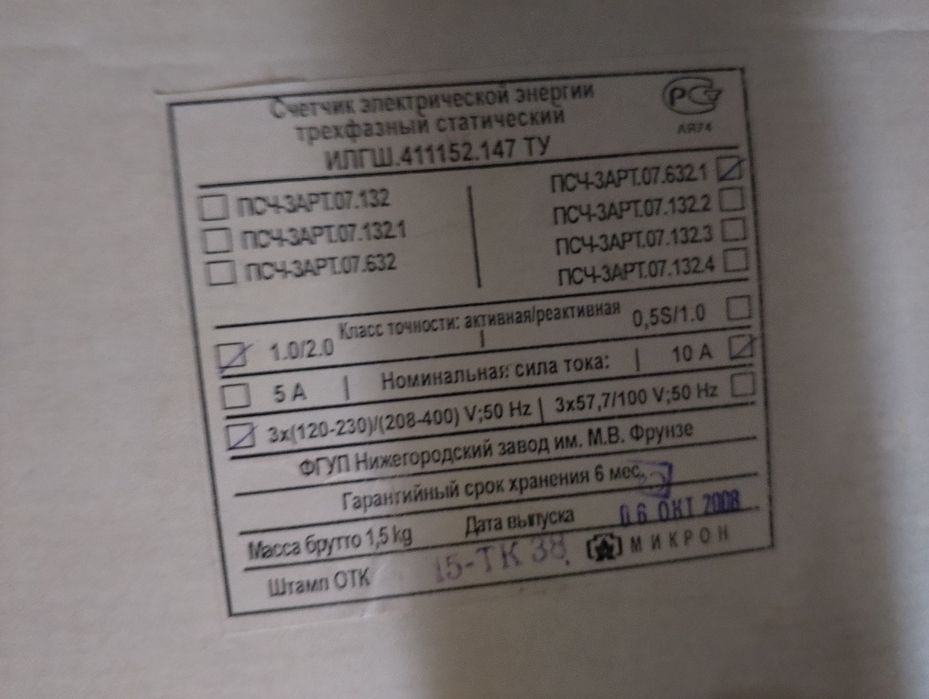 Счетчик электрической энергии
трехфазный статический
ИЛГШ.411152.147 ТУ
РСТ
АЯ74
ПСЧ-3АРТ.07.132
ПСЧ-3АРТ.07.132.1
ПСЧ-3АРТ.07.632
ПСЧ-3АРТ.07.632.1
ПСЧ-3АРТ.07.132.2
ПСЧ-3АРТ.07.132.3
ПСЧ-3АРТ.07.132.4
Класс точности: активная/реактивная
1.0/2.0 | 0,5S/1.0
5 А | Номинальная сила тока: | 10 А
3x(120-230)/(208-400) V;50 Hz | 3x57,7/100 V;50 Hz
ФГУП Нижегородский завод им. М.В. Фрунзе
Гарантийный срок хранения 6 мес.
Масса брутто 1,5 kg Дата выпуска 06 ОКТ 2008
Штамп ОТК 15-ТК 38 МИКРОН